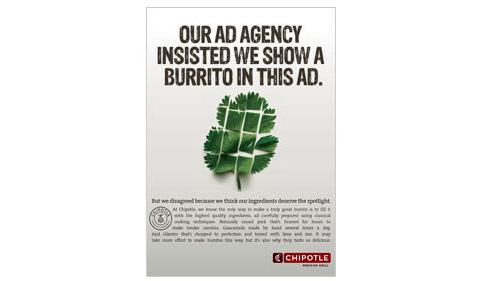 OUR AD AGENCY
INSISTED WE SHOW A
BURRITO IN THIS AD.
But we disagreed because we think our ingredients deserve the spotlight.
At Chipotle, we know the only way to make a truly great burrito is to fill it
with the highest quality ingredients, all carefully prepared using classical
cooking techniques. Naturally raised pork that's braised for hours to
make tender carnitas. Guacamole made by hand several times a day.
And cilantro that's chopped to perfection and tossed with lime and rice. It may
take more effort to make burritos this way, but it's also why they taste so delicious.
CHIPOTLE
MEXICAN GRILL